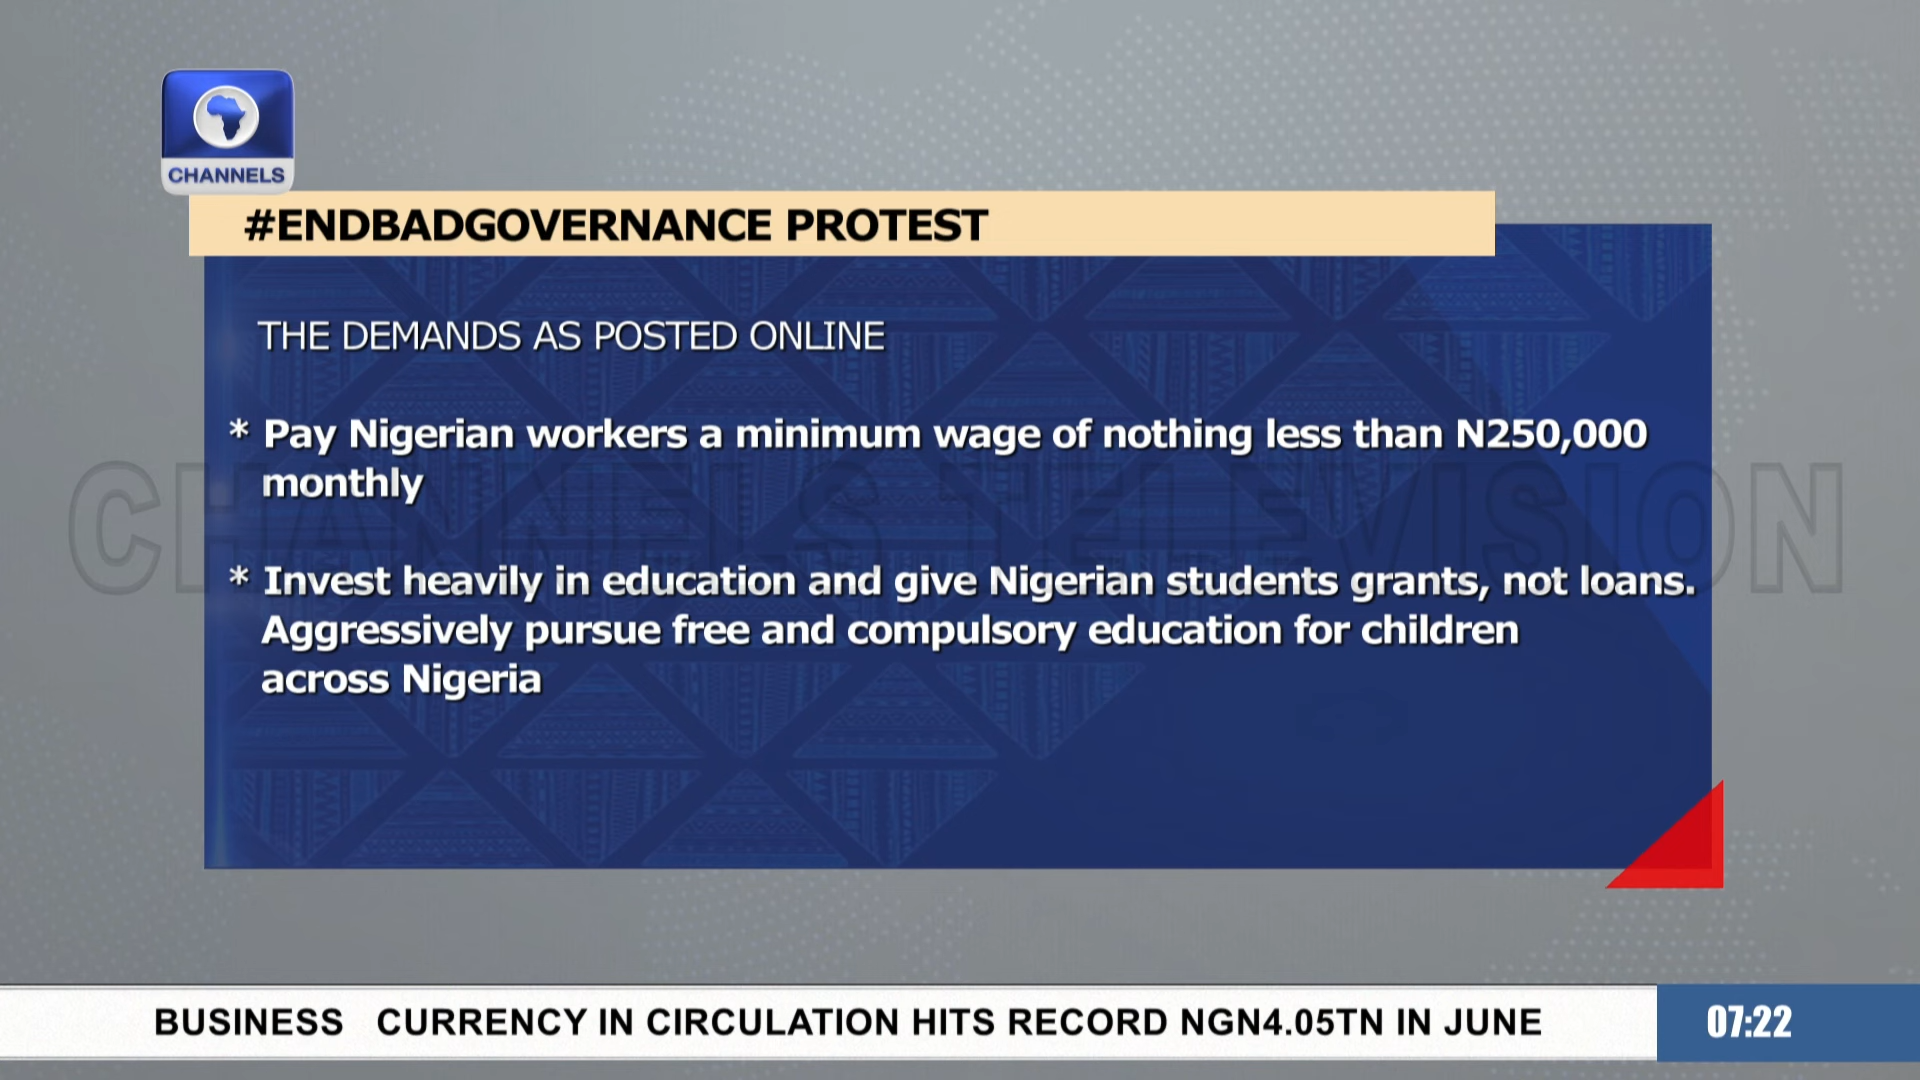 CHANNELS
#ENDBADGOVERNANCE PROTEST
THE DEMANDS AS POSTED ONLINE
* Pay Nigerian workers a minimum wage of nothing less than N250,000
monthly
CHANNELS TELEVISION
* Invest heavily in education and give Nigerian students grants, not loans.
Aggressively pursue free and compulsory education for children
across Nigeria
BUSINESS CURRENCY IN CIRCULATION HITS RECORD NGN4.05TN IN JUNE
07:22